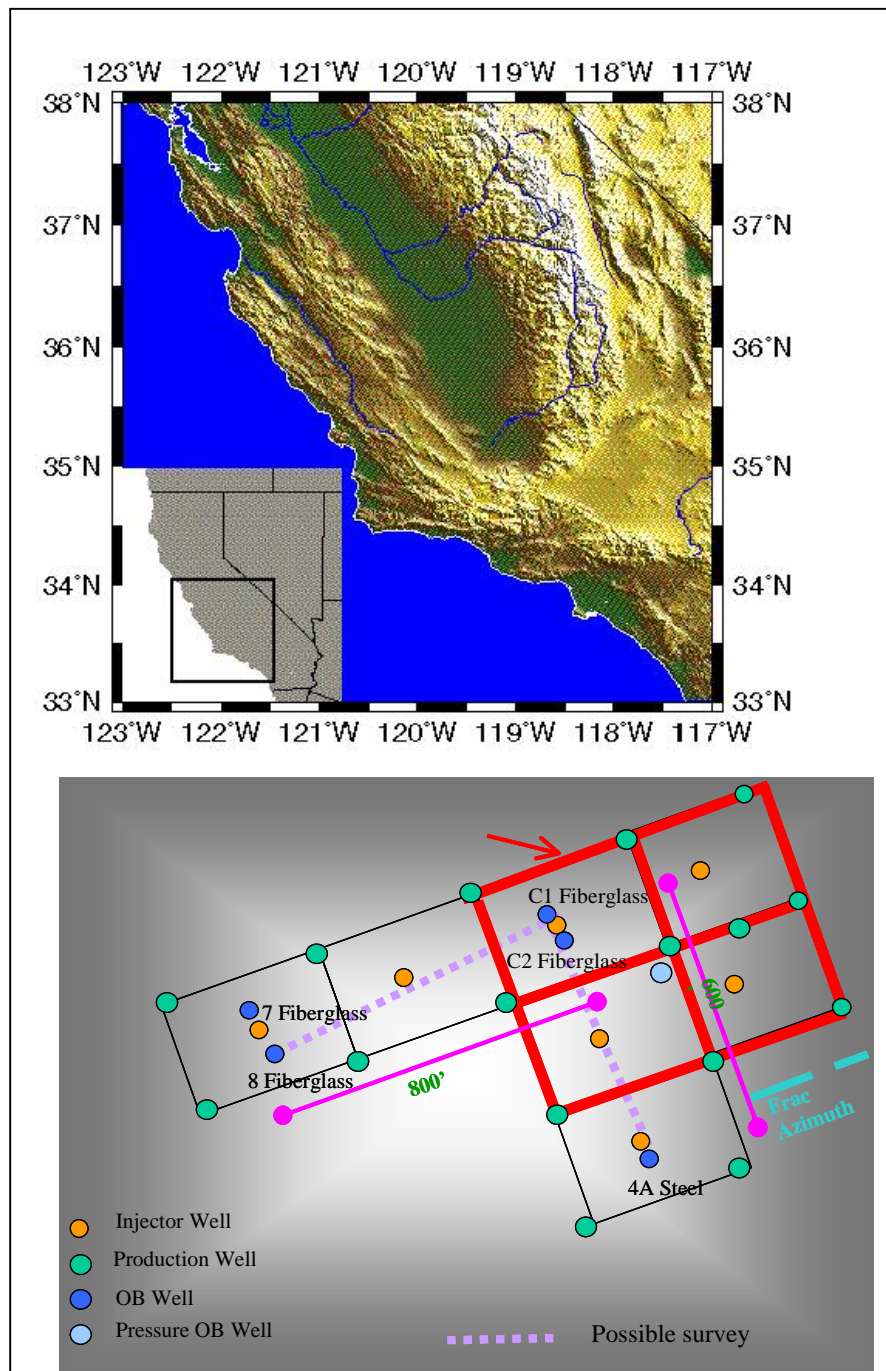 123˚W 122˚W 121˚W 120˚W 119˚W 118˚W 117˚W
38˚N 38˚N
37˚N 37˚N
36˚N 36˚N
35˚N 35˚N
34˚N 34˚N
33˚N 33˚N
123˚W 122˚W 121˚W 120˚W 119˚W 118˚W 117˚W
C1 Fiberglass
C2 Fiberglass
7 Fiberglass
8 Fiberglass
800’
600
Frac
Azimuth
4A Steel
Injector Well
Production Well
OB Well
Pressure OB Well
Possible survey